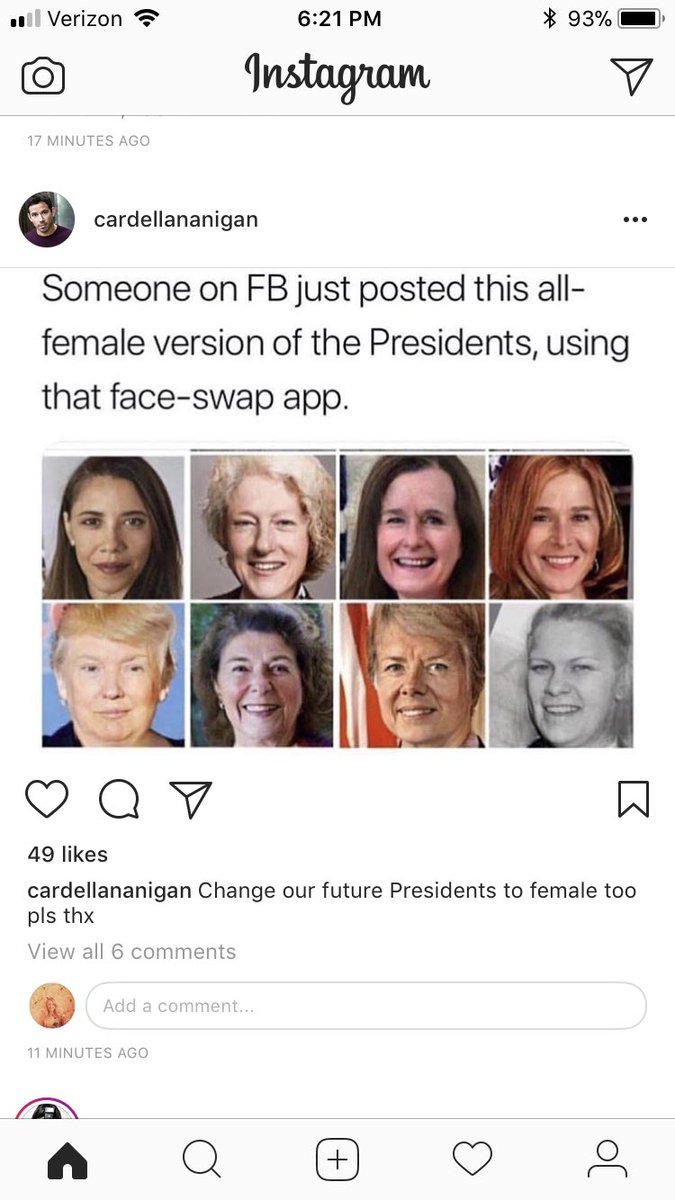 Verizon 6:21 PM 93%
Instagram
17 MINUTES AGO
cardellananigan
Someone on FB just posted this all-
female version of the Presidents, using
that face-swap app.
49 likes
cardellananigan Change our future Presidents to female too
pls thx
View all 6 comments
Add a comment...
11 MINUTES AGO